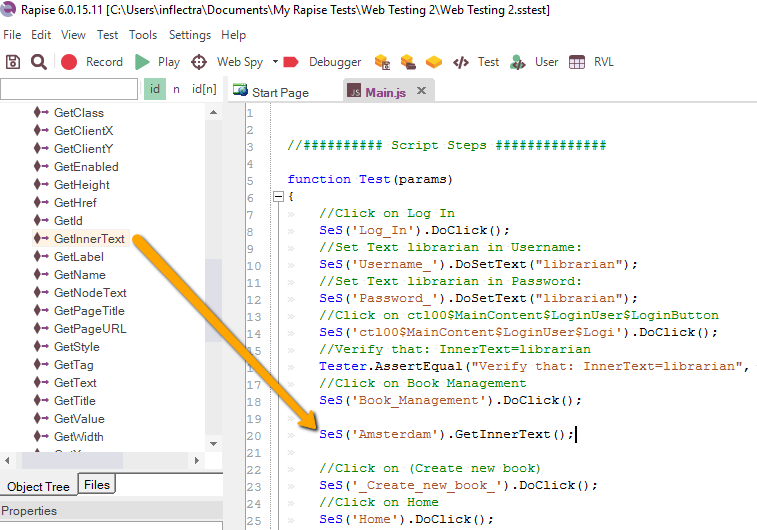 Rapise 6.0.15.11 [C:\Users\inflectra\Documents\My Rapise Tests\Web Testing 2\Web Testing 2.sstest]
File Edit View Test Tools Settings Help
Record Play Web Spy Debugger Test User RVL
id n id[n]
Start Page Main.js
GetClass
GetClientX
GetClientY
GetEnabled
GetHeight
GetHref
GetId
GetInnerText
GetLabel
GetName
GetNodeText
GetPageTitle
GetPageURL
GetStyle
GetTag
GetText
GetTitle
GetValue
GetWidth
Object Tree Files
Properties
1
2
3 //########## Script Steps ##############
4
5 function Test(params)
6 {
7 //Click on Log In
8 SeS('Log_In').DoClick();
9 //Set Text librarian in Username:
10 SeS('Username_').DoSetText("librarian");
11 //Set Text librarian in Password:
12 SeS('Password_').DoSetText("librarian");
13 //Click on ctl00$MainContent$LoginUser$LoginButton
14 SeS('ctl00$MainContent$LoginUser$Logi').DoClick();
15 //Verify that: InnerText=librarian
16 Tester.AssertEqual("Verify that: InnerText=librarian",
17 //Click on Book Management
18 SeS('Book_Management').DoClick();
19
20 SeS('Amsterdam').GetInnerText();
21
22 //Click on (Create new book)
23 SeS('_Create_new_book_').DoClick();
24 //Click on Home
25 SeS('Home').DoClick();